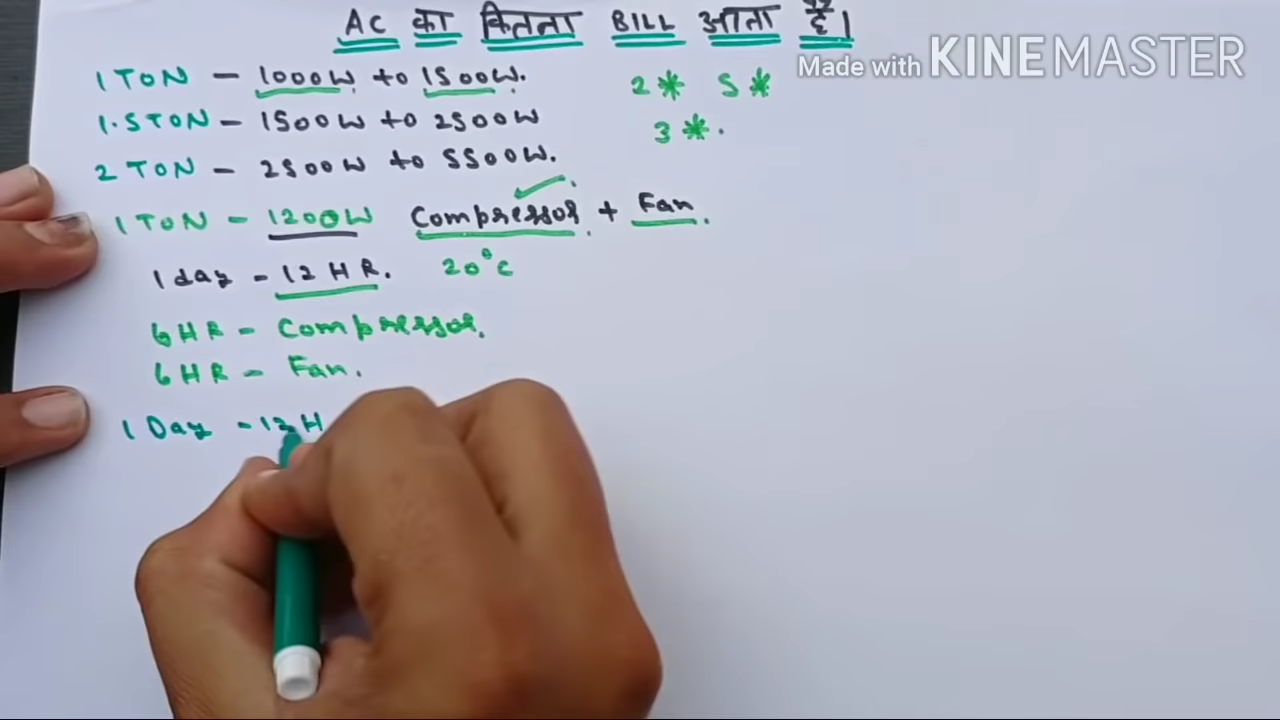 AC का कितना BILL आता है।
Made with KINEMASTER
1 TON - 1000W to 1500W. 2* 5*
1.5 TON - 1500W to 2500W 3*.
2 TON - 2500W to 5500W.
1 TON - 1200W Compressor + Fan.
1 day - 12 HR. 20°C
6 HR - Compressor.
6 HR - Fan.
1 Day - 12 H